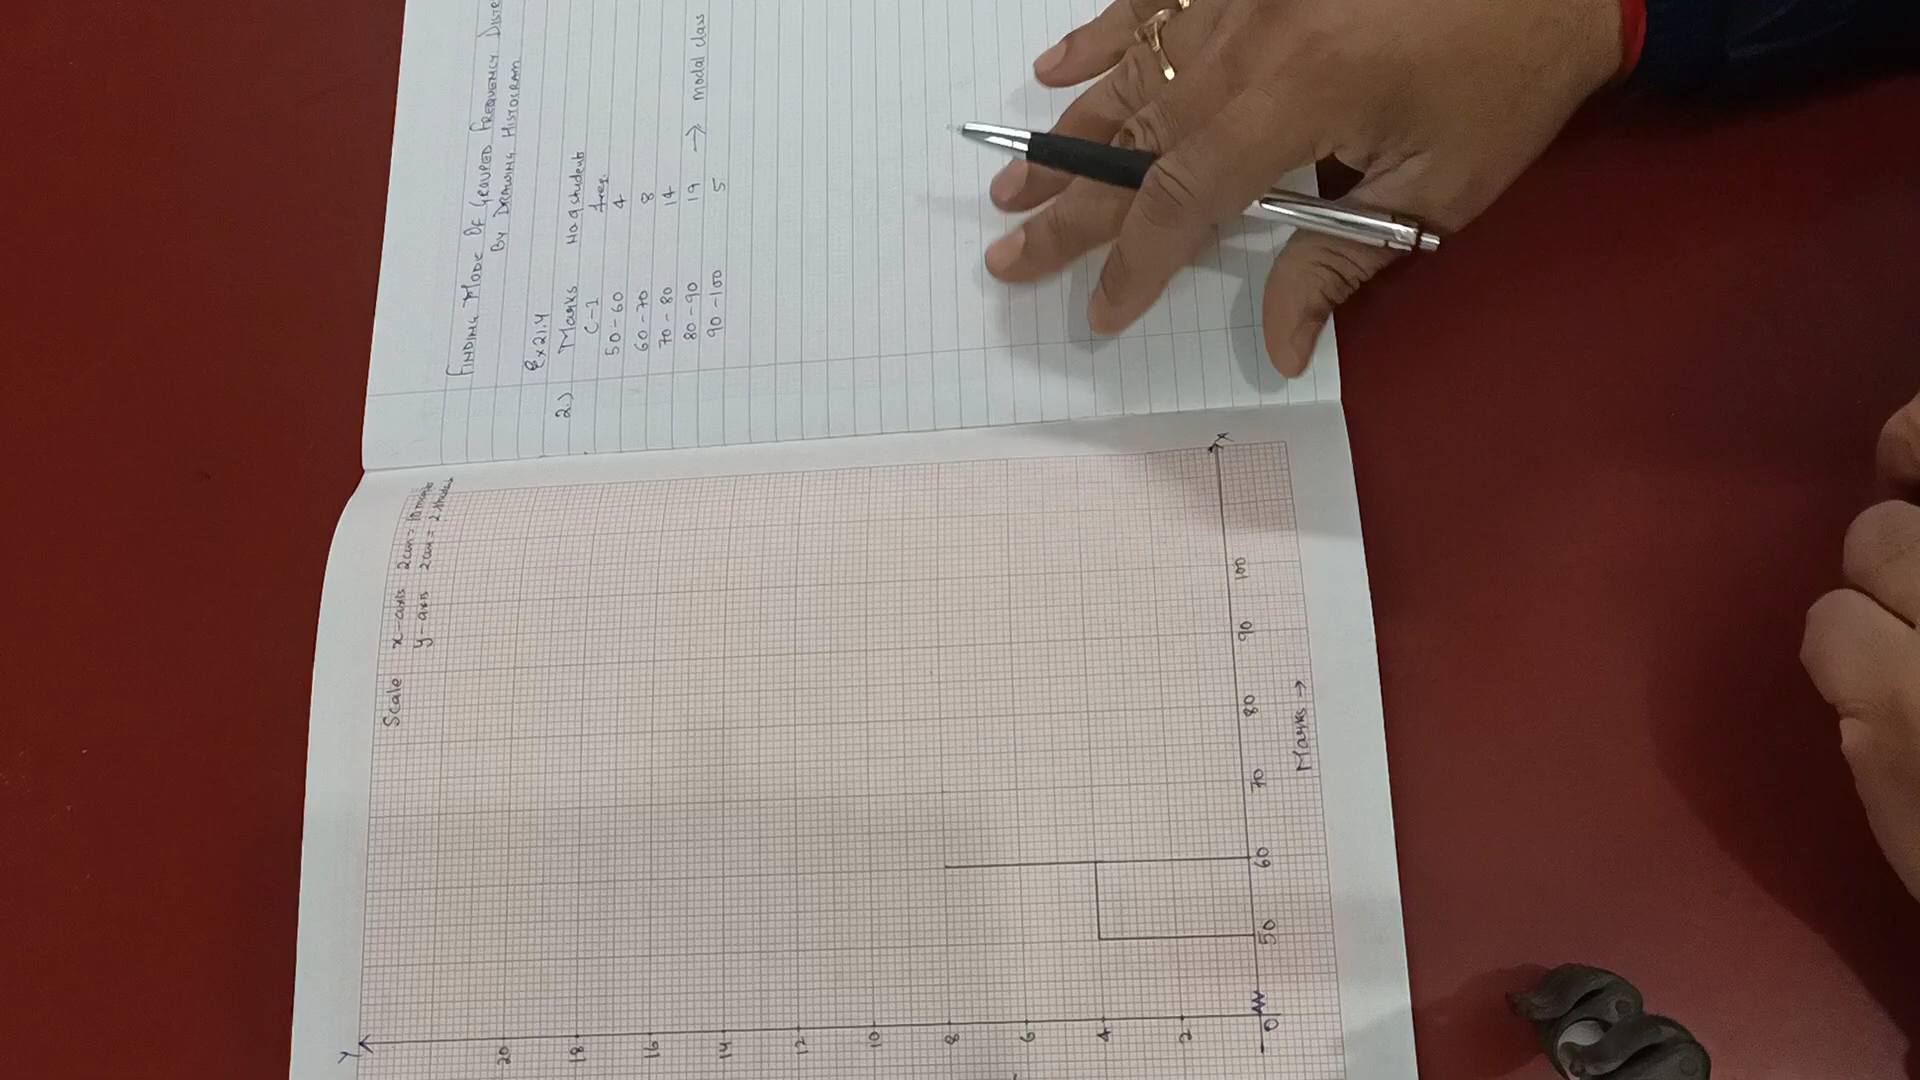 FINDING MODE OF GROUPED FREQUENCY
BY DRAWING HISTOGRAM
Ex 21.4
2.) Marks No of students
C-I freq.
50-60 4
60-70 8
70-80 14
80-90 19 → modal class
90-100 5
Scale x-axis 2cm = 10 marks
y-axis 2cm = 2 students
Y
20
18
16
14
12
10
8
6
4
2
0 50 60 70 80 90 100 X
Marks →